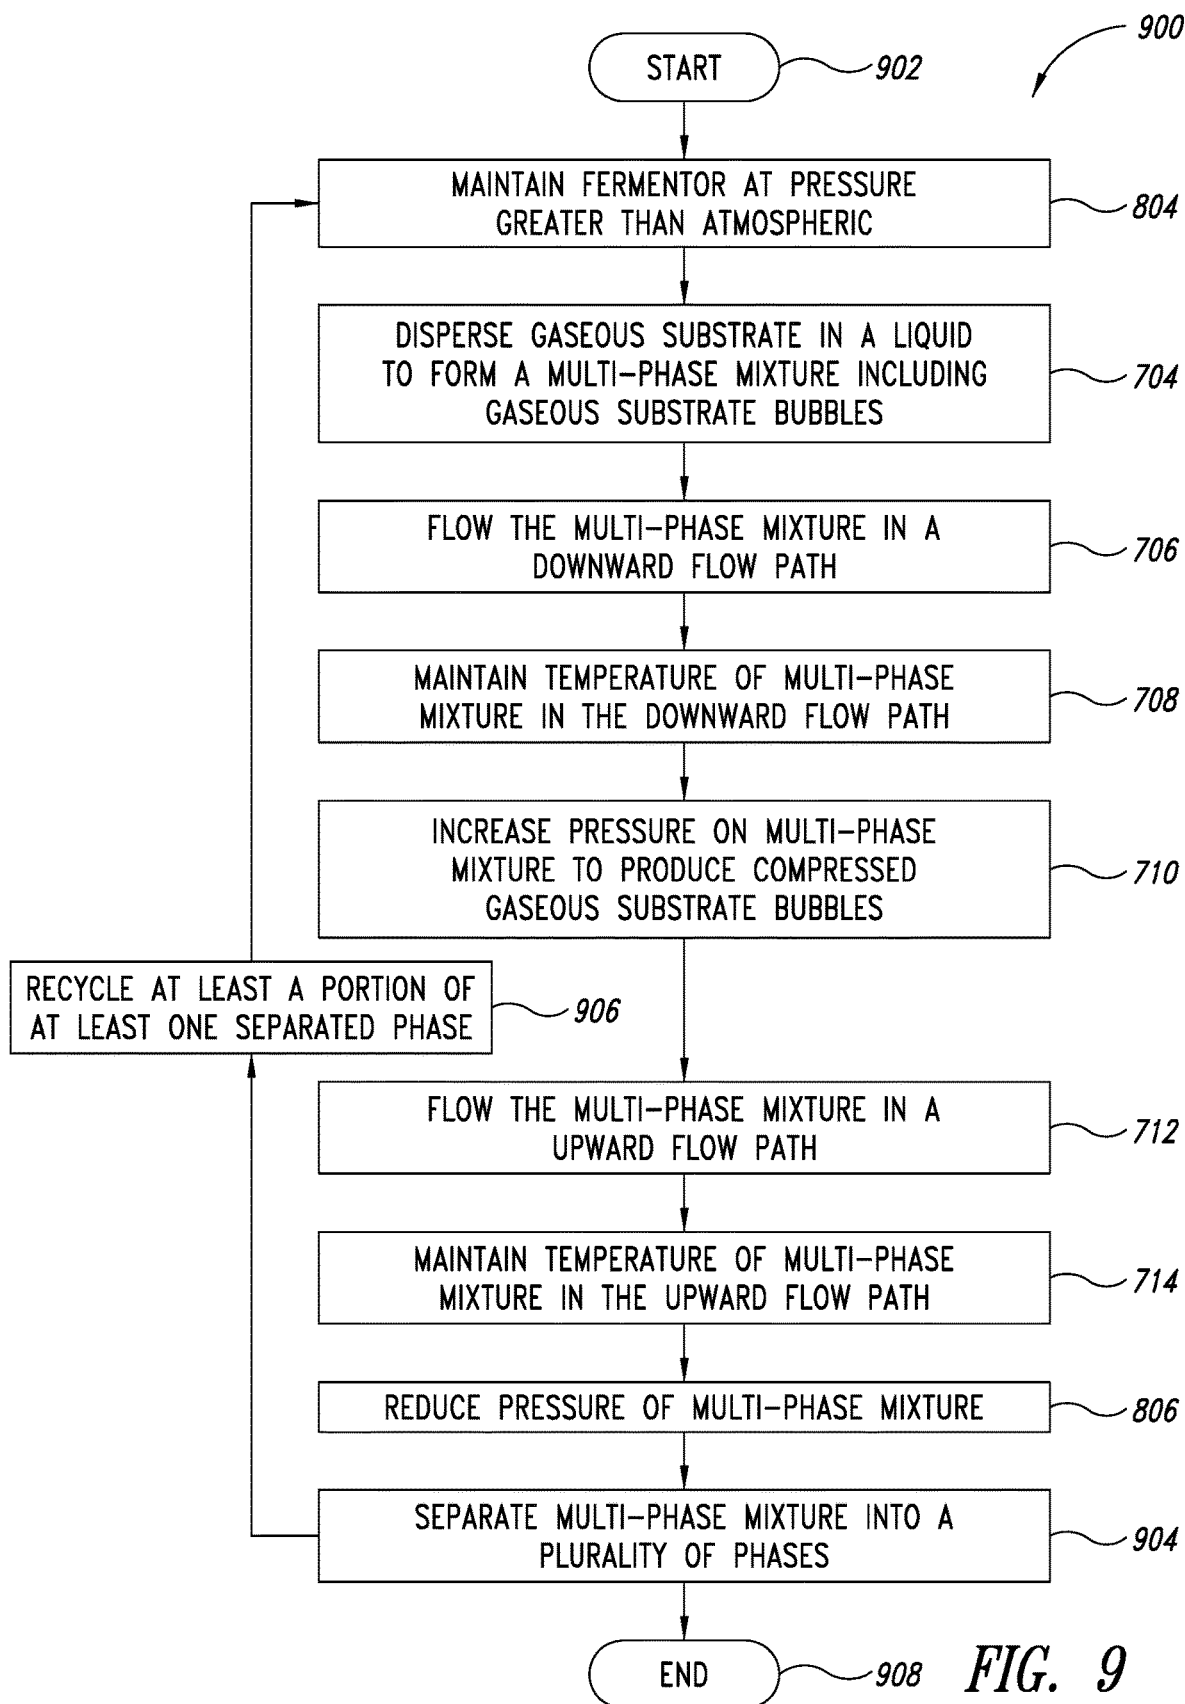 900
START
902
MAINTAIN FERMENTOR AT PRESSURE
GREATER THAN ATMOSPHERIC
804
DISPERSE GASEOUS SUBSTRATE IN A LIQUID
TO FORM A MULTI-PHASE MIXTURE INCLUDING
GASEOUS SUBSTRATE BUBBLES
704
FLOW THE MULTI-PHASE MIXTURE IN A
DOWNWARD FLOW PATH
706
MAINTAIN TEMPERATURE OF MULTI-PHASE
MIXTURE IN THE DOWNWARD FLOW PATH
708
INCREASE PRESSURE ON MULTI-PHASE
MIXTURE TO PRODUCE COMPRESSED
GASEOUS SUBSTRATE BUBBLES
710
RECYCLE AT LEAST A PORTION OF
AT LEAST ONE SEPARATED PHASE
906
FLOW THE MULTI-PHASE MIXTURE IN A
UPWARD FLOW PATH
712
MAINTAIN TEMPERATURE OF MULTI-PHASE
MIXTURE IN THE UPWARD FLOW PATH
714
REDUCE PRESSURE OF MULTI-PHASE MIXTURE
806
SEPARATE MULTI-PHASE MIXTURE INTO A
PLURALITY OF PHASES
904
END
908
FIG. 9